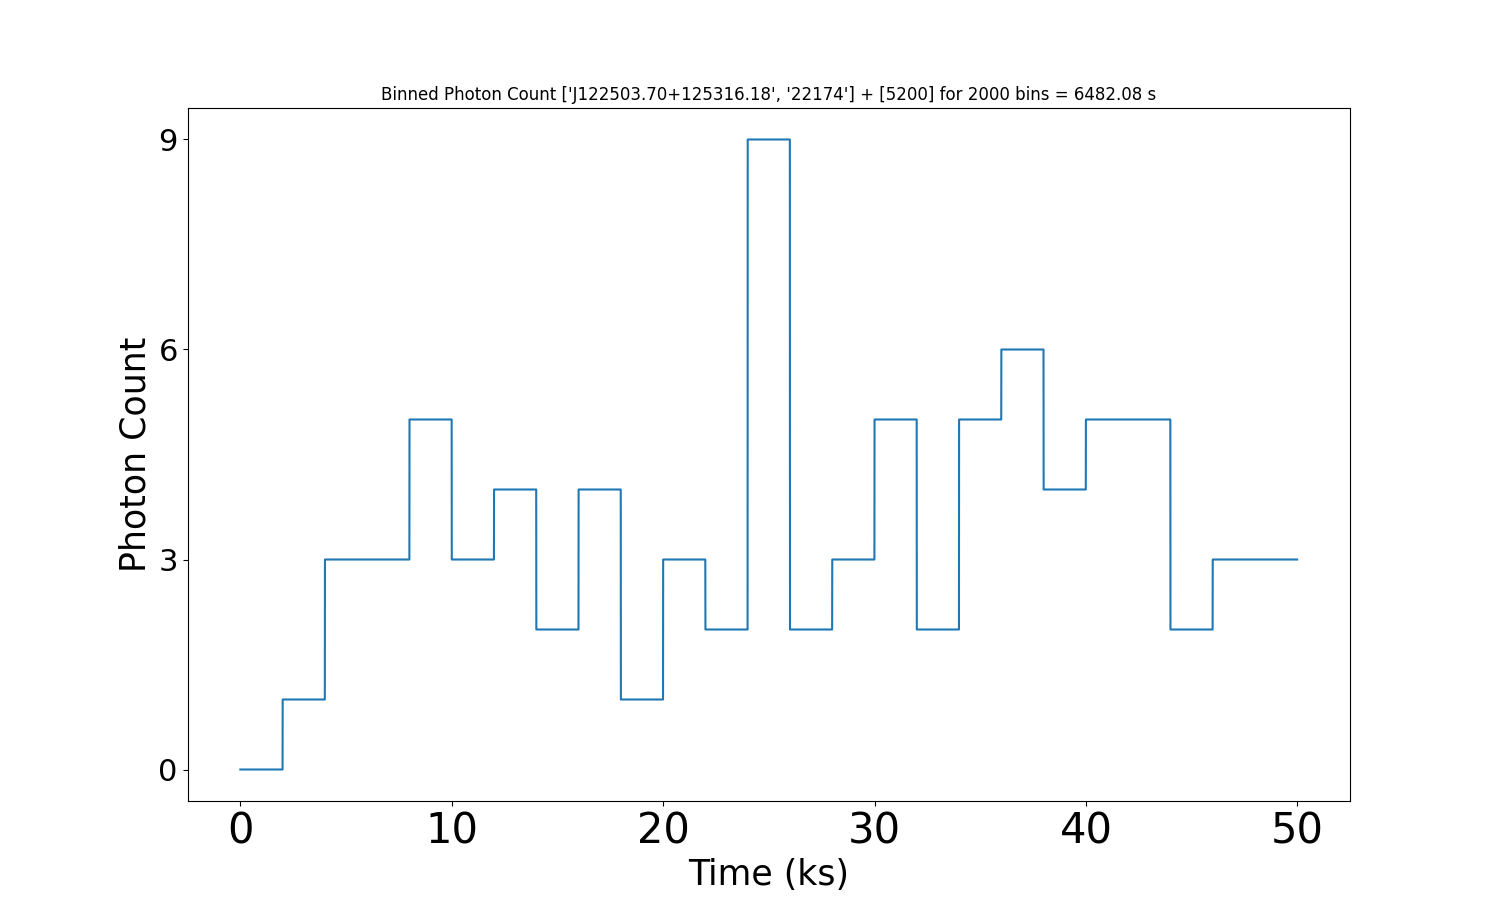 Binned Photon Count ['J122503.70+125316.18', '22174'] + [5200] for 2000 bins = 6482.08 s
9
6
3
0
Photon Count
0 10 20 30 40 50
Time (ks)